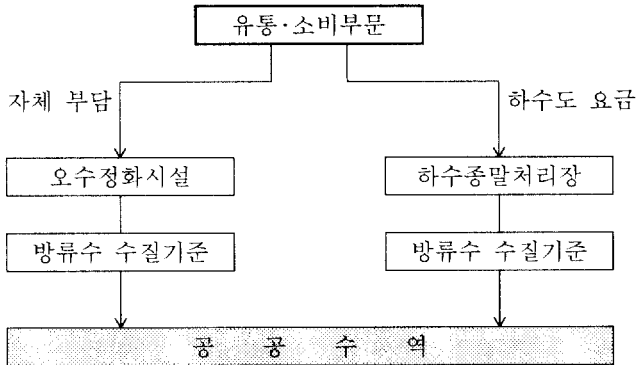 유통·소비부문
자체 부담
하수도 요금
오수정화시설
하수종말처리장
방류수 수질기준
방류수 수질기준
공 공 수 역